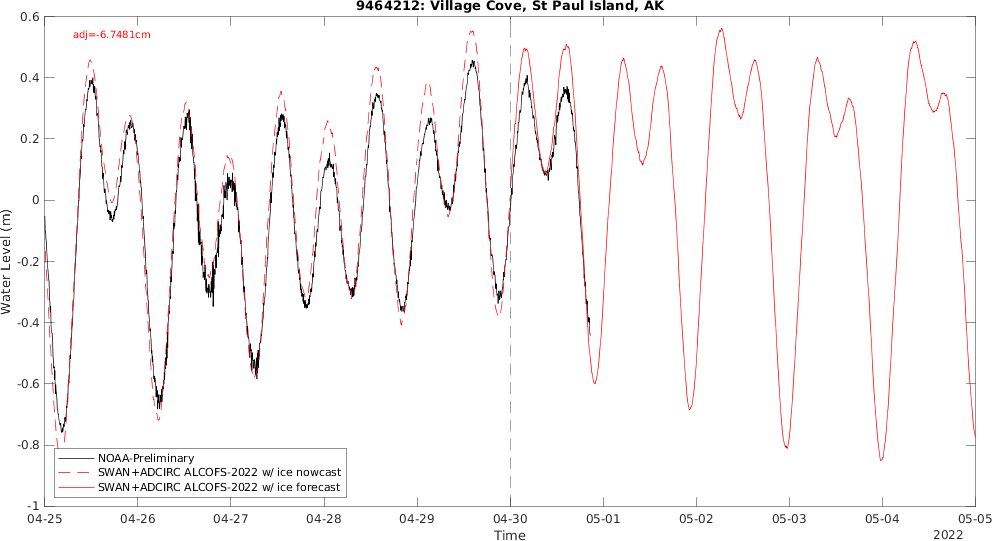 9464212: Village Cove, St Paul Island, AK
adj=-6.7481cm
0.6
0.4
0.2
0
-0.2
-0.4
-0.6
-0.8
-1
Water Level (m)
NOAA-Preliminary
SWAN+ADCIRC ALCOFS-2022 w/ ice nowcast
SWAN+ADCIRC ALCOFS-2022 w/ ice forecast
04-25 04-26 04-27 04-28 04-29 04-30 05-01 05-02 05-03 05-04 05-05
Time
2022